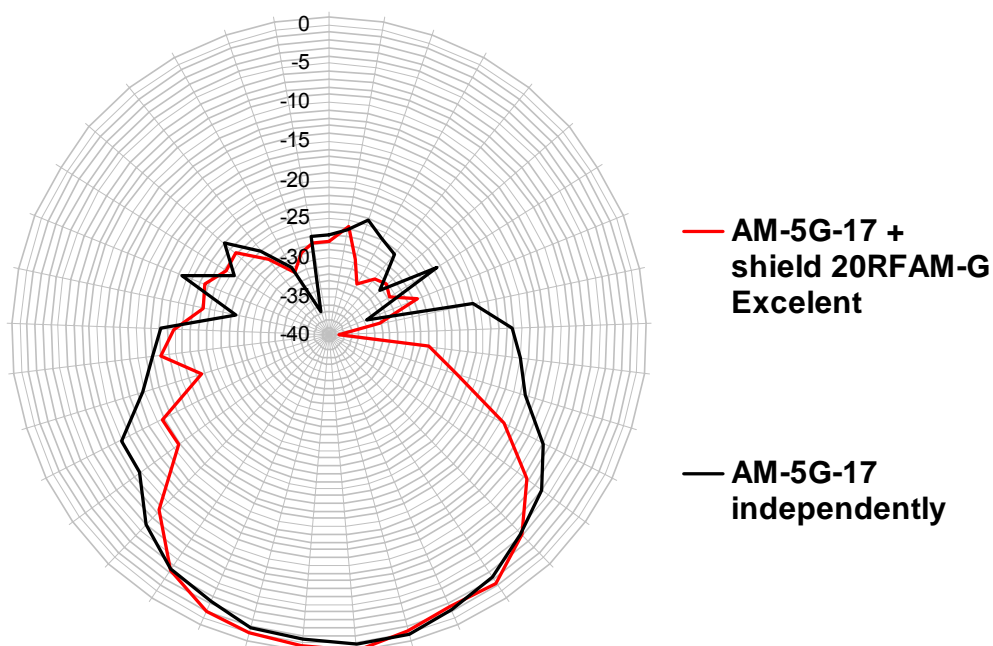 0
-5
-10
-15
-20
-25
-30
-35
-40
AM-5G-17 +
shield 20RFAM-G
Excelent
AM-5G-17
independently